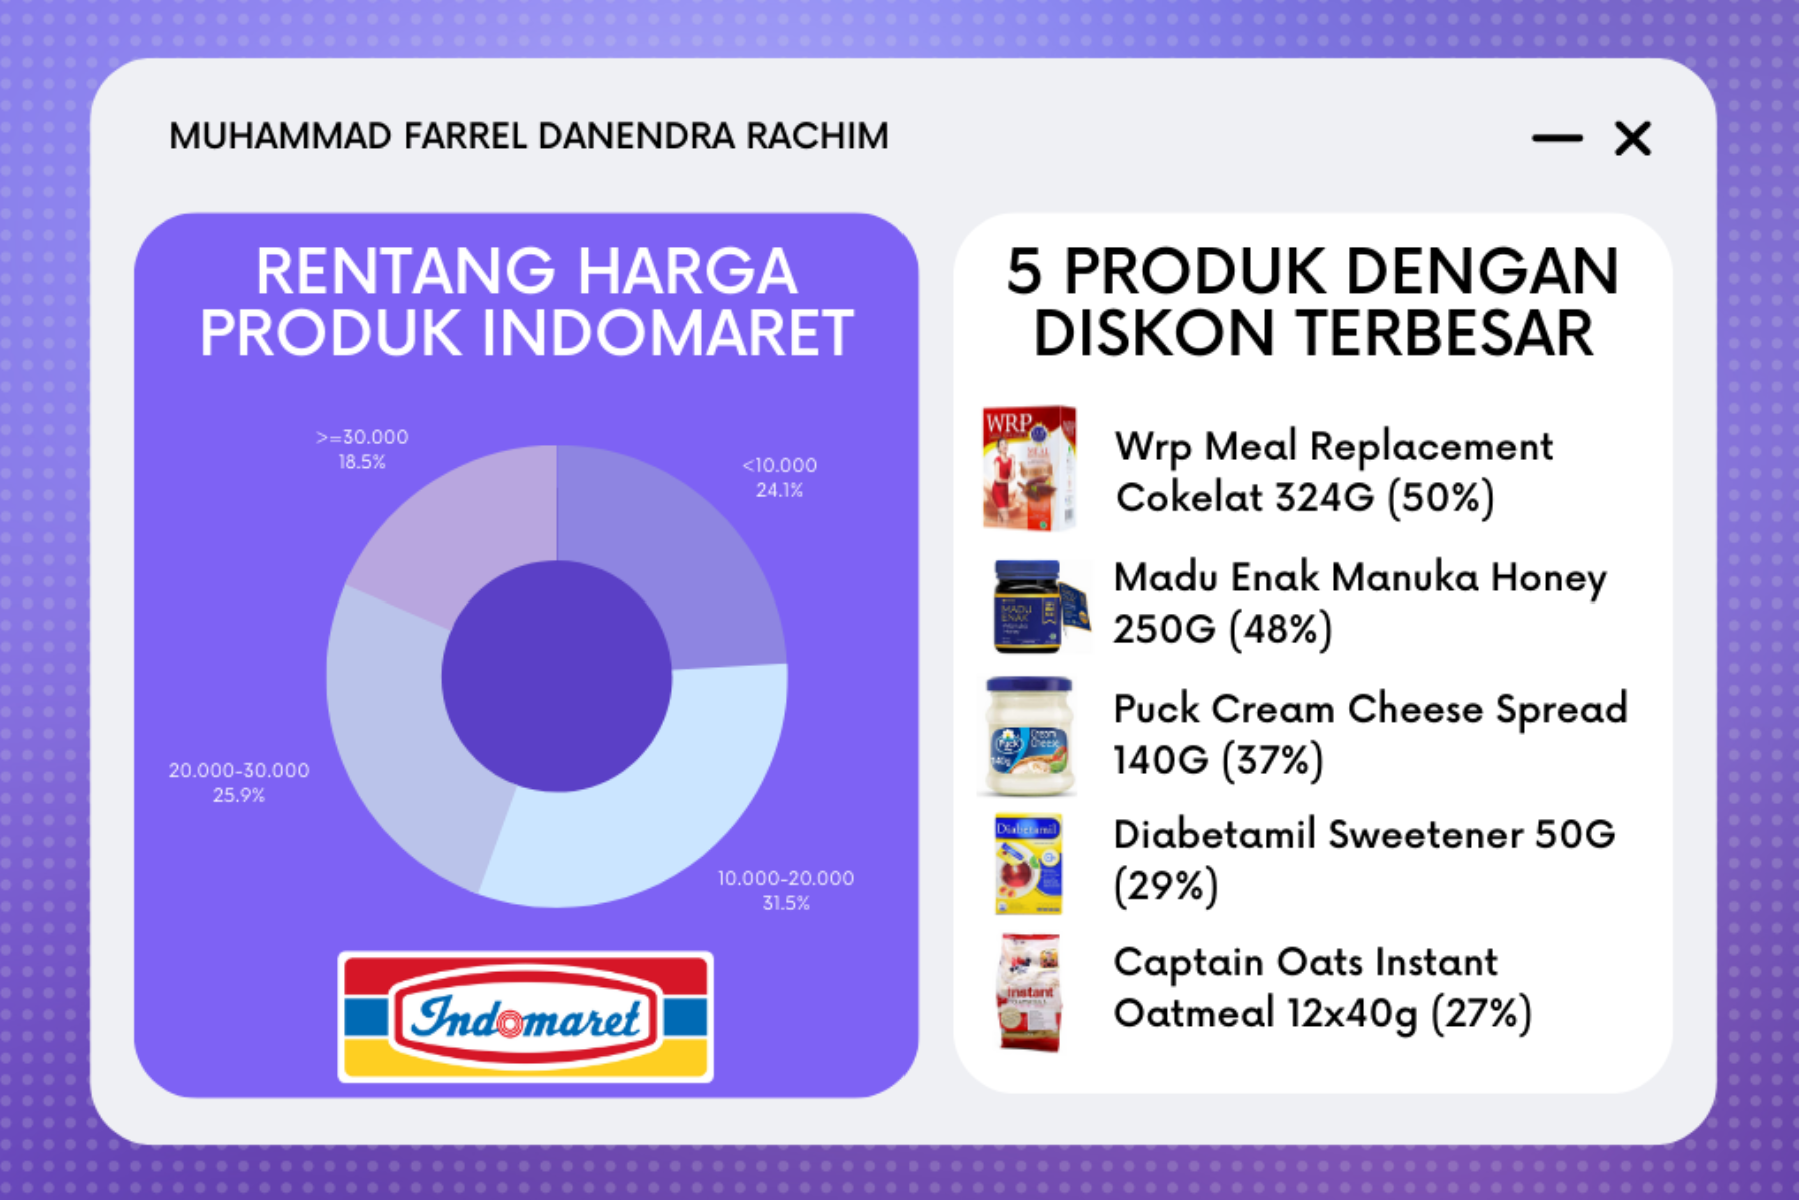 MUHAMMAD FARREL DANENDRA RACHIM
RENTANG HARGA
PRODUK INDOMARET
>=30.000
18.5%
<10.000
24.1%
20.000-30.000
25.9%
10.000-20.000
31.5%
Indomaret
5 PRODUK DENGAN
DISKON TERBESAR
WRP
MEAL
Wrp Meal Replacement
Cokelat 324G (50%)
MADU
ENAK
Madu Enak Manuka Honey
250G (48%)
Puck
Cream
Cheese
Puck Cream Cheese Spread
140G (37%)
Diabetamil
Diabetamil Sweetener 50G
(29%)
Instant
Captain Oats Instant
Oatmeal 12x40g (27%)